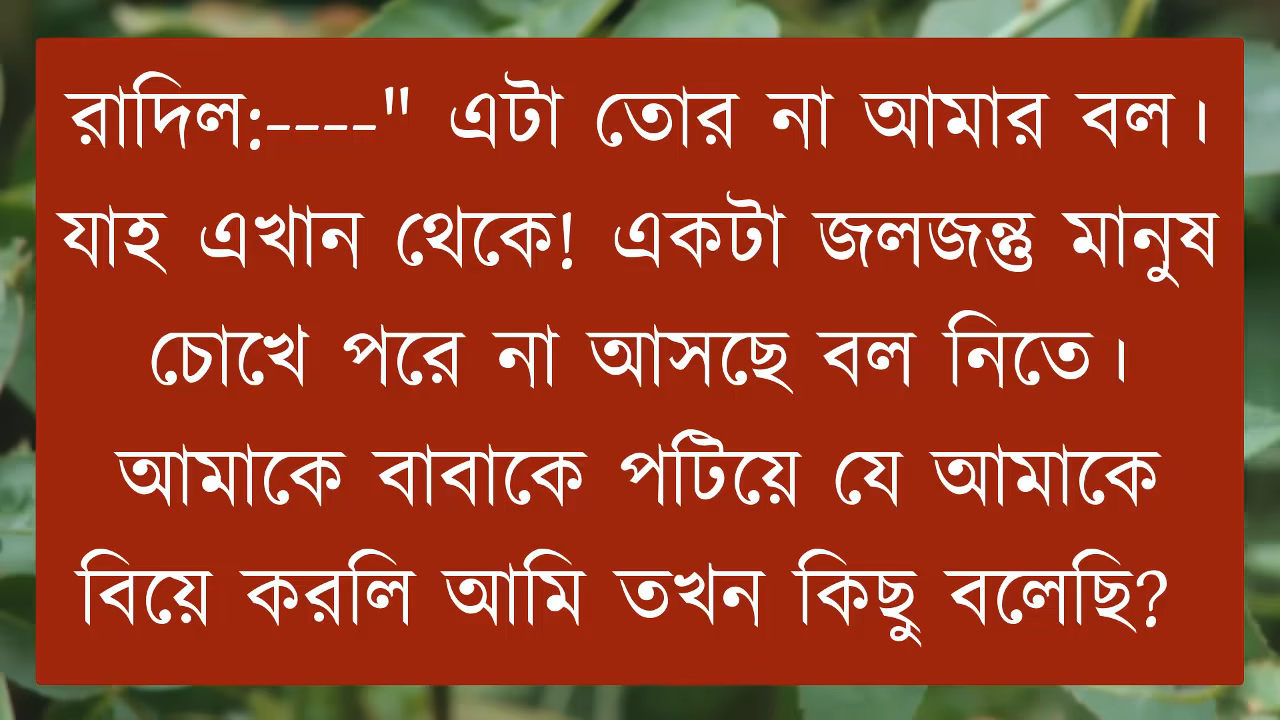 রাদিল:----" এটা তোর না আমার বল।
যাহ এখান থেকে! একটা জলজন্তু মানুষ
চোখে পরে না আসছে বল নিতে।
আমাকে বাবাকে পটিয়ে যে আমাকে
বিয়ে করলি আমি তখন কিছু বলেছি?